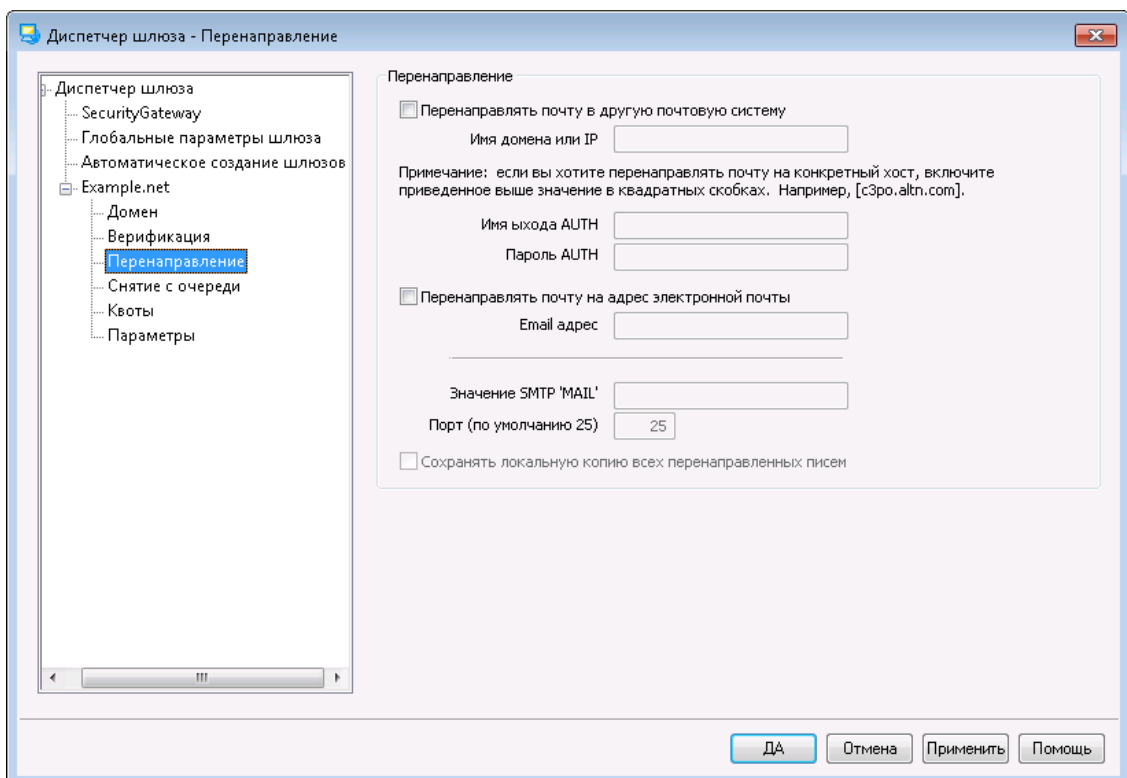 Диспетчер шлюза - Перенаправление
Диспетчер шлюза
SecurityGateway
Глобальные параметры шлюза
Автоматическое создание шлюзов
Example.net
Домен
Верификация
Перенаправление
Снятие с очереди
Квоты
Параметры
Перенаправление
Перенаправлять почту в другую почтовую систему
Имя домена или IP
Примечание: если вы хотите перенаправлять почту на конкретный хост, включите
приведенное выше значение в квадратных скобках. Например, [c3po.altn.com].
Имя ыхода AUTH
Пароль AUTH
Перенаправлять почту на адрес электронной почты
Email адрес
Значение SMTP 'MAIL'
Порт (по умолчанию 25) 25
Сохранять локальную копию всех перенаправленных писем
ДА Отмена Применить Помощь